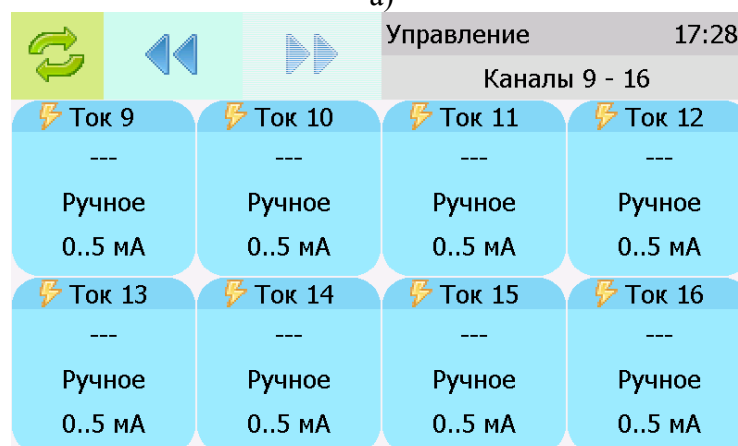 а)
Управление 17:28
Каналы 9 - 16
Ток 9 Ток 10 Ток 11 Ток 12
--- --- --- ---
Ручное Ручное Ручное Ручное
0..5 мА 0..5 мА 0..5 мА 0..5 мА
Ток 13 Ток 14 Ток 15 Ток 16
--- --- --- ---
Ручное Ручное Ручное Ручное
0..5 мА 0..5 мА 0..5 мА 0..5 мА